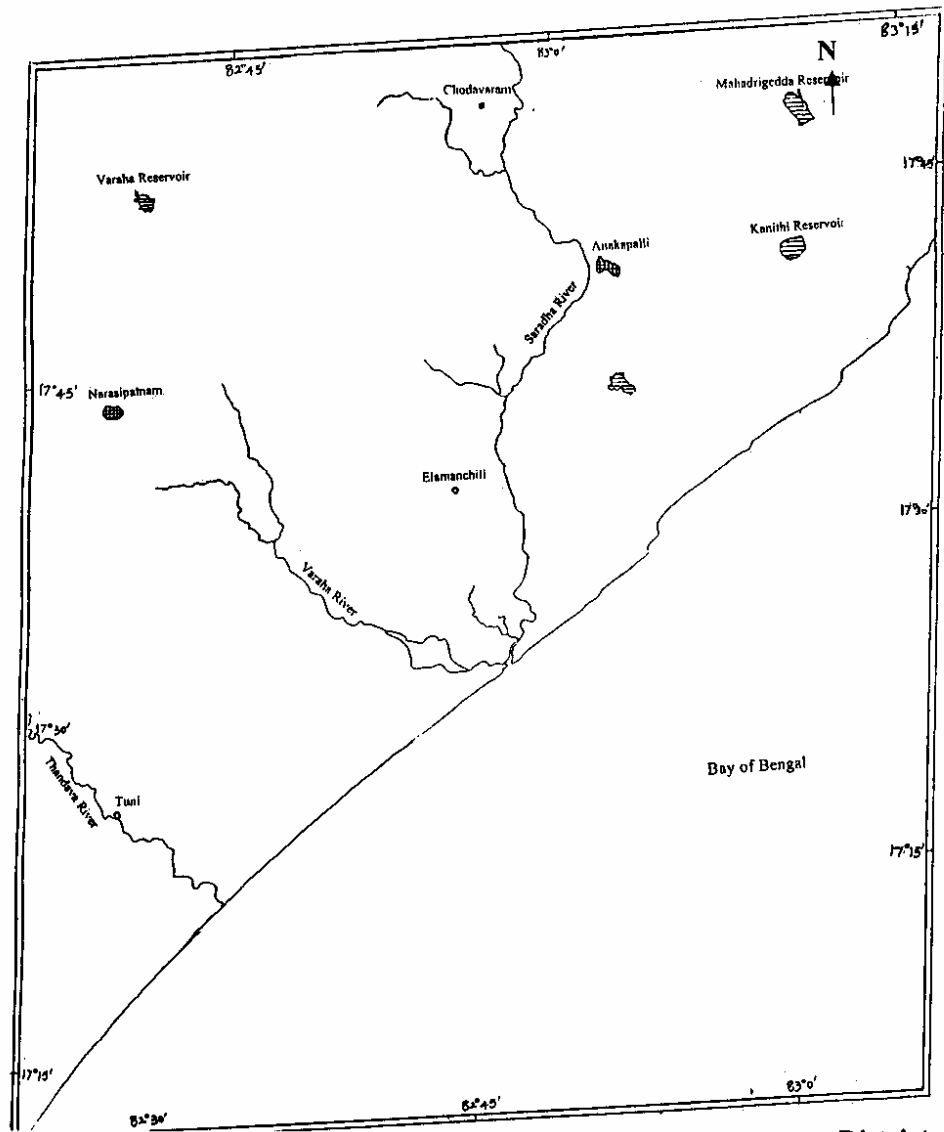 83°15'
82°45'
83°0'
N
Chodavaram
Mahadrigedda Reservoir
17°45'
Varaha Reservoir
Kanithi Reservoir
Anakapalli
Saradha River
17°45'
Narasipatnam
Elamanchili
17°30'
Varaha River
17°30'
Bay of Bengal
Thandava River
Tuni
17°15'
17°15'
83°0'
82°45'
82°30'